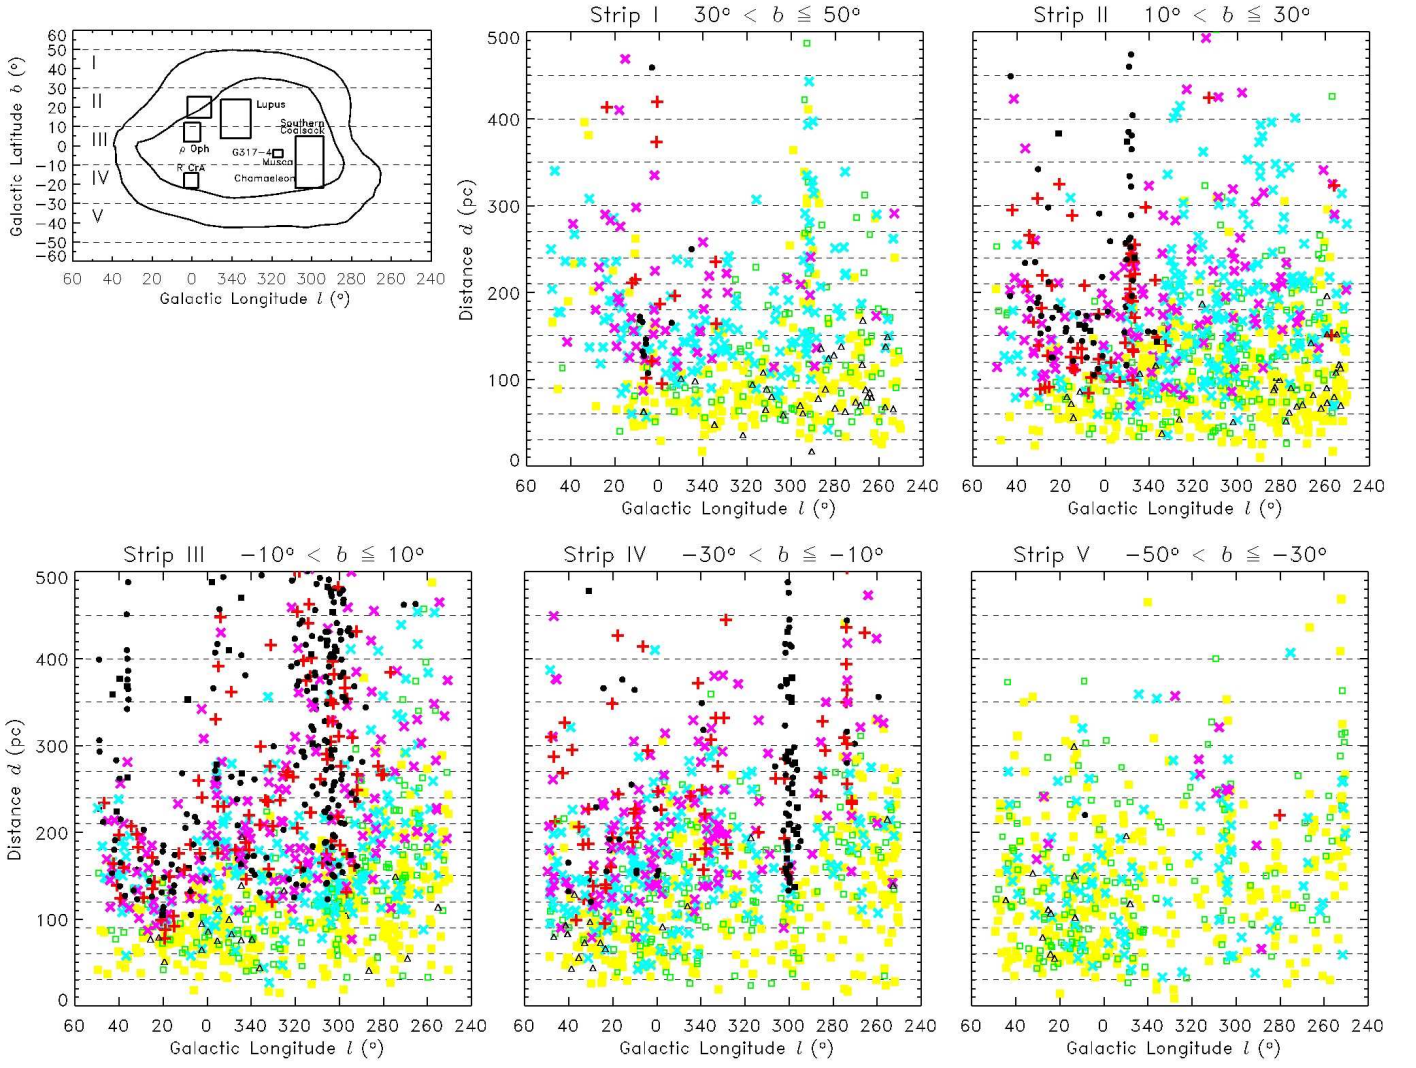 Strip I 30° < b ≦ 50°
Strip II 10° < b ≦ 30°
Galactic Latitude b (°)
60
50
40
30
20
10
0
−10
−20
−30
−40
−50
−60
I
II
III
IV
V
Lupus
Southern
Coalsack
ρ Oph
G317−4
Musca
R CrA
Chamaeleon
60 40 20 0 340 320 300 280 260 240
Galactic Longitude l (°)
Distance d (pc)
500
400
300
200
100
0
60 40 20 0 340 320 300 280 260 240
Galactic Longitude l (°)
60 40 20 0 340 320 300 280 260 240
Galactic Longitude l (°)
Strip III −10° < b ≦ 10°
Strip IV −30° < b ≦ −10°
Strip V −50° < b ≦ −30°
Distance d (pc)
500
400
300
200
100
0
60 40 20 0 340 320 300 280 260 240
Galactic Longitude l (°)
60 40 20 0 340 320 300 280 260 240
Galactic Longitude l (°)
60 40 20 0 340 320 300 280 260 240
Galactic Longitude l (°)